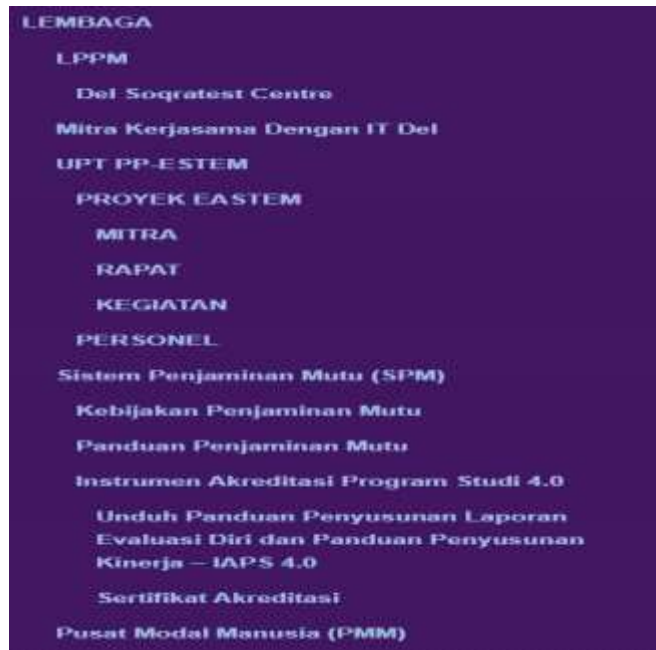 LEMBAGA
LPPM
Del Soqratest Centre
Mitra Kerjasama Dengan IT Del
UPT PP-ESTEM
PROYEK EASTEM
MITRA
RAPAT
KEGIATAN
PERSONEL
Sistem Penjaminan Mutu (SPM)
Kebijakan Penjaminan Mutu
Panduan Penjaminan Mutu
Instrumen Akreditasi Program Studi 4.0
Unduh Panduan Penyusunan Laporan
Evaluasi Diri dan Panduan Penyusunan
Kinerja – IAPS 4.0
Sertifikat Akreditasi
Pusat Modal Manusia (PMM)